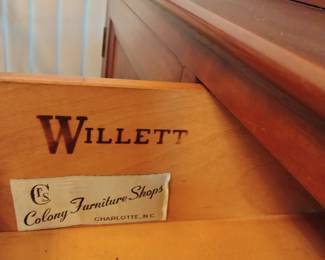 WILLETT
CFS
Colony Furniture Shops
CHARLOTTE, N.C.